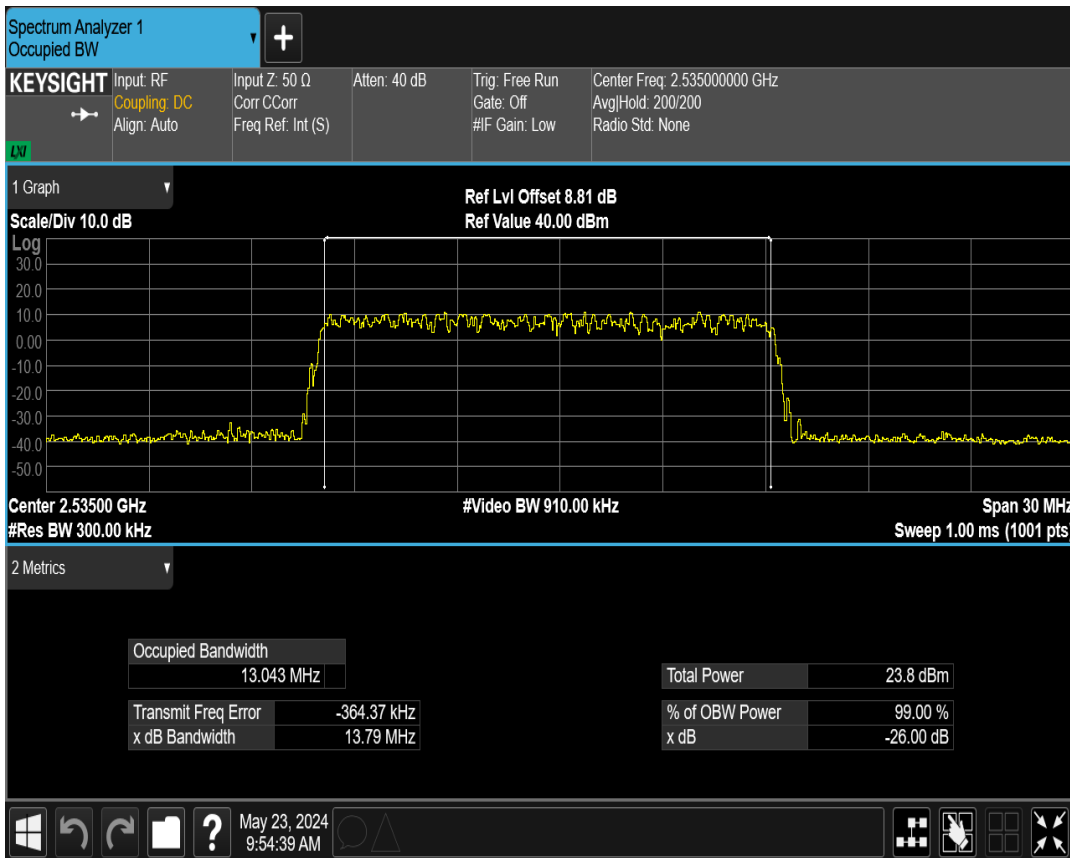 Spectrum Analyzer 1
Occupied BW
+
KEYSIGHT
LXI
Input: RF
Coupling: DC
Align: Auto
Input Z: 50 Ω
Corr CCorr
Freq Ref: Int (S)
Atten: 40 dB
Trig: Free Run
Gate: Off
#IF Gain: Low
Center Freq: 2.535000000 GHz
Avg|Hold: 200/200
Radio Std: None
1 Graph
Scale/Div 10.0 dB
Ref Lvl Offset 8.81 dB
Ref Value 40.00 dBm
Log
30.0
20.0
10.0
0.00
-10.0
-20.0
-30.0
-40.0
-50.0
Center 2.53500 GHz
#Video BW 910.00 kHz
Span 30 MHz
#Res BW 300.00 kHz
Sweep 1.00 ms (1001 pts)
2 Metrics
Occupied Bandwidth
13.043 MHz
Total Power 23.8 dBm
Transmit Freq Error -364.37 kHz
% of OBW Power 99.00 %
x dB Bandwidth 13.79 MHz
x dB -26.00 dB
?
May 23, 2024
9:54:39 AM